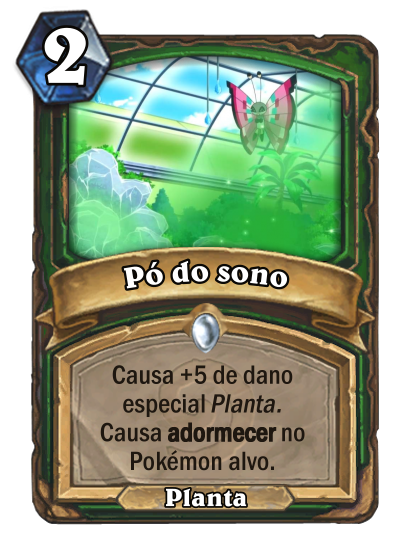 2
Pó do sono
Causa +5 de dano
especial Planta.
Causa adormecer no
Pokémon alvo.
Planta